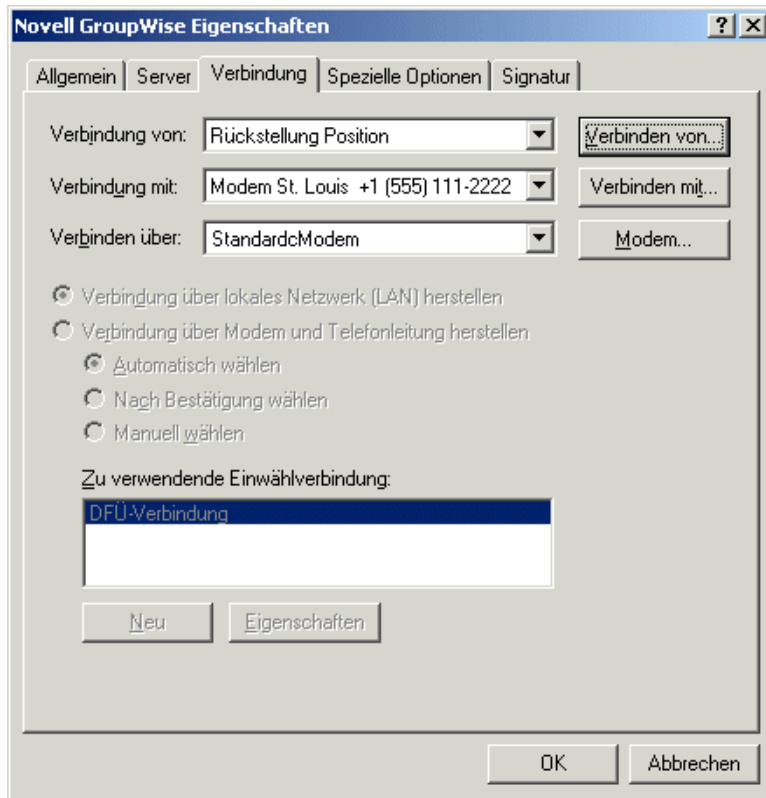 Novell GroupWise Eigenschaften
Allgemein Server Verbindung Spezielle Optionen Signatur
Verbindung von: Rückstellung Position Verbinden von...
Verbindung mit: Modem St. Louis +1 (555) 111-2222 Verbinden mit...
Verbinden über: StandardcModem Modem...
Verbindung über lokales Netzwerk (LAN) herstellen
Verbindung über Modem und Telefonleitung herstellen
Automatisch wählen
Nach Bestätigung wählen
Manuell wählen
Zu verwendende Einwählverbindung:
DFÜ-Verbindung
Neu Eigenschaften
OK Abbrechen